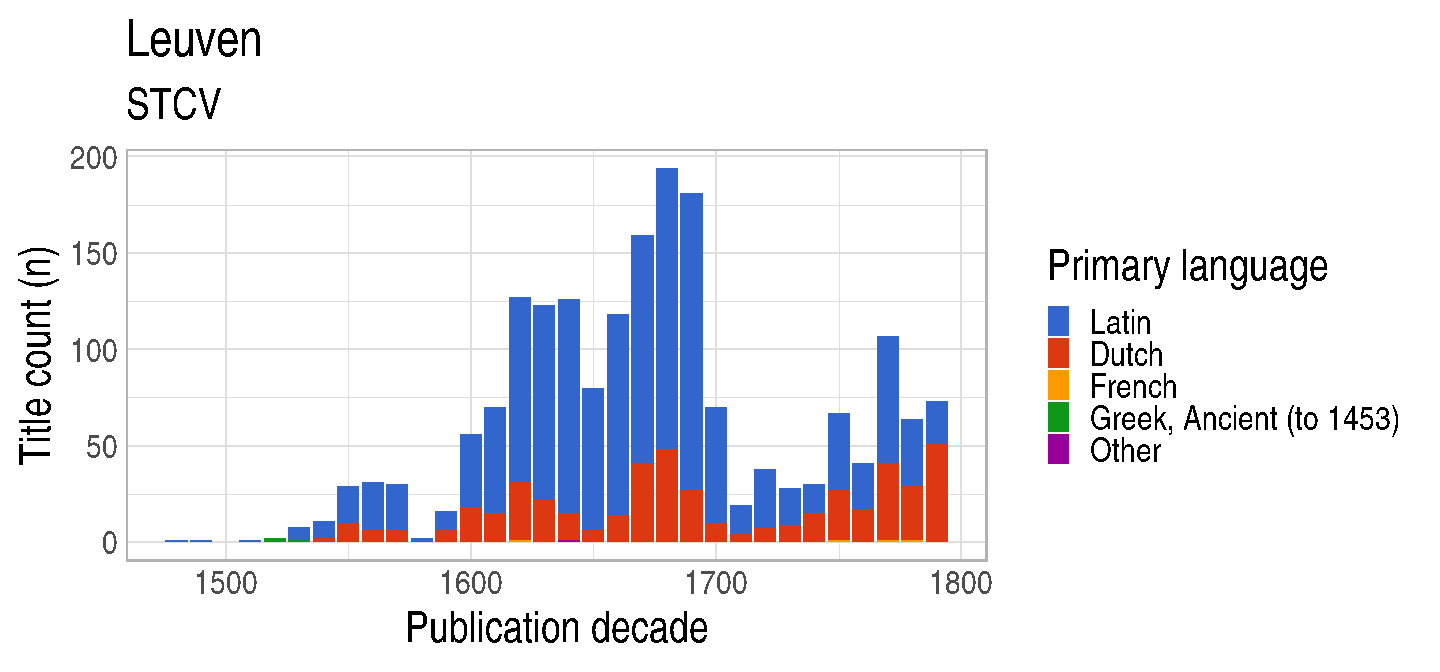 Leuven
STCV
Title count (n)
200
150
100
50
0
1500 1600 1700 1800
Publication decade
Primary language
Latin
Dutch
French
Greek, Ancient (to 1453)
Other